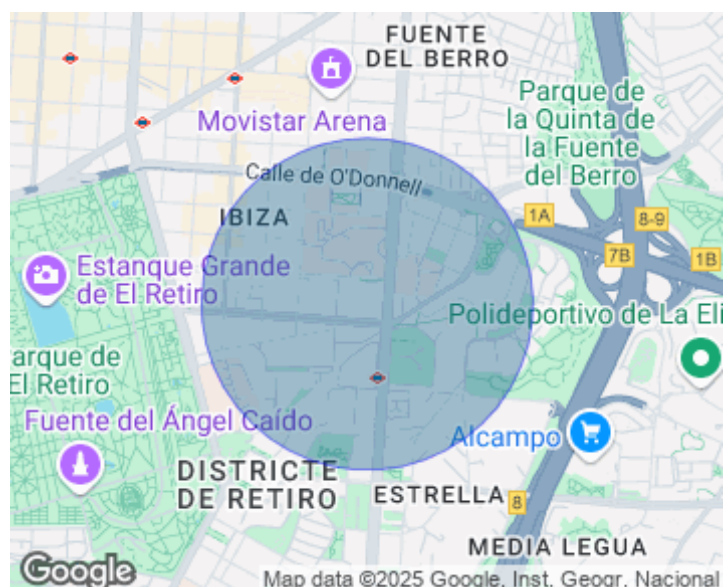 FUENTE
DEL BERRO
Movistar Arena
Parque de
la Quinta de
la Fuente
del Berro
Calle de O'Donnell
IBIZA
1A
8-9
7B
1B
Estanque Grande
de El Retiro
Polideportivo de La Eli
arque de
El Retiro
Fuente del Ángel Caído
Alcampo
DISTRICTE
DE RETIRO
ESTRELLA
8
MEDIA LEGUA
Google
Map data ©2025 Google, Inst. Geogr. Nacional